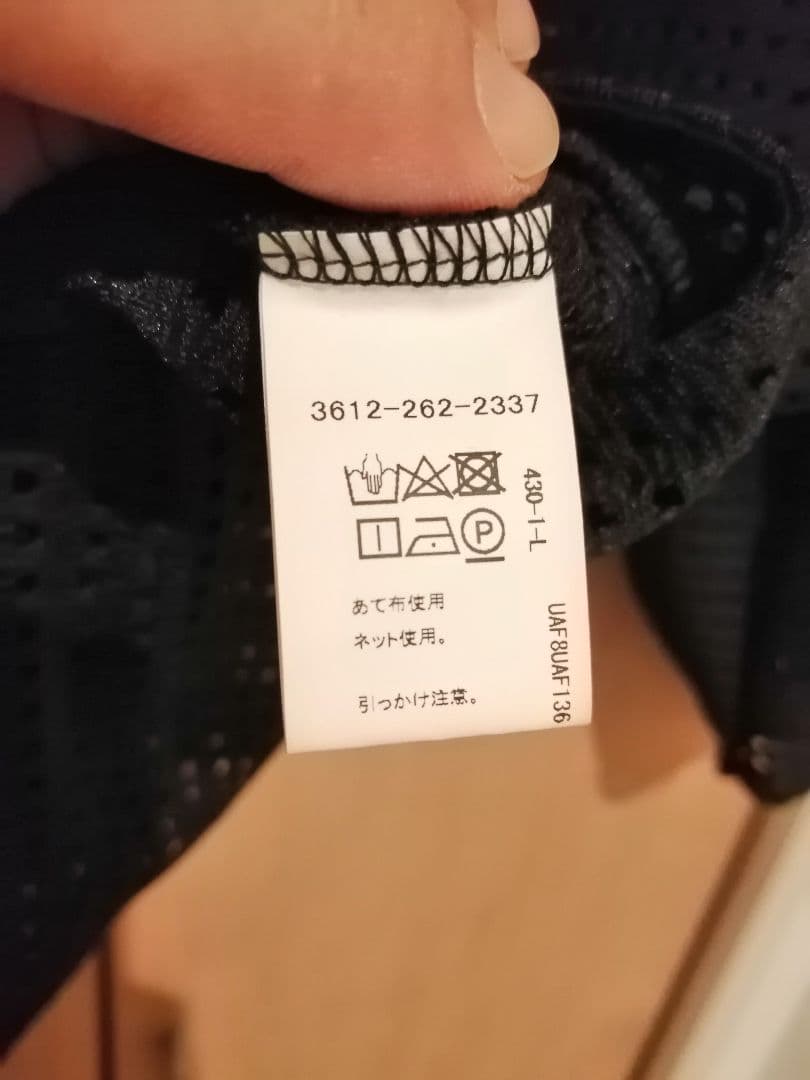 3612-262-2337
P
430-1-L
あて布使用
ネット使用。
引っかけ注意。
UAF8UAF136